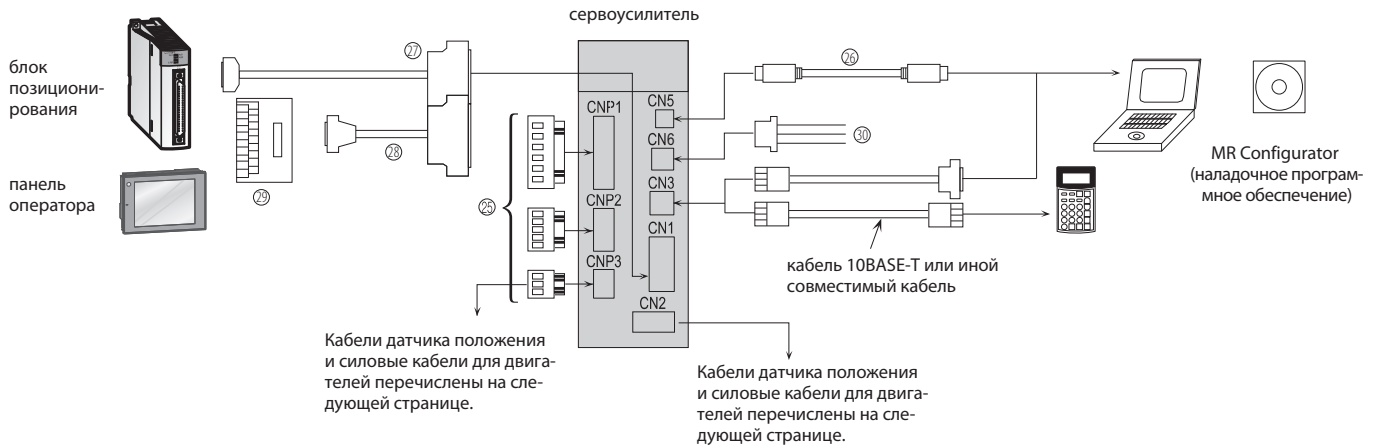 сервоусилитель
блок
позициони-
рования
панель
оператора
27
28
29
25
CNP1
CNP2
CNP3
CN5
CN6
CN3
CN1
CN2
26
30
MR Configurator
(наладочное програм-
мное обеспечение)
кабель 10BASE-T или иной
совместимый кабель
Кабели датчика положения
и силовые кабели для двига-
телей перечислены на сле-
дующей странице.
Кабели датчика положения
и силовые кабели для двига-
телей перечислены на сле-
дующей странице.